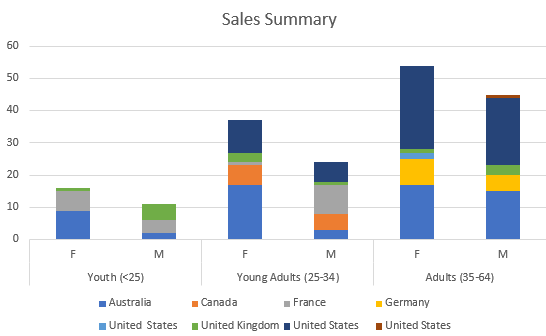 Sales Summary
60
50
40
30
20
10
0
F M F M F M
Youth (<25) Young Adults (25-34) Adults (35-64)
Australia Canada France Germany
United  States United Kingdom United States United States